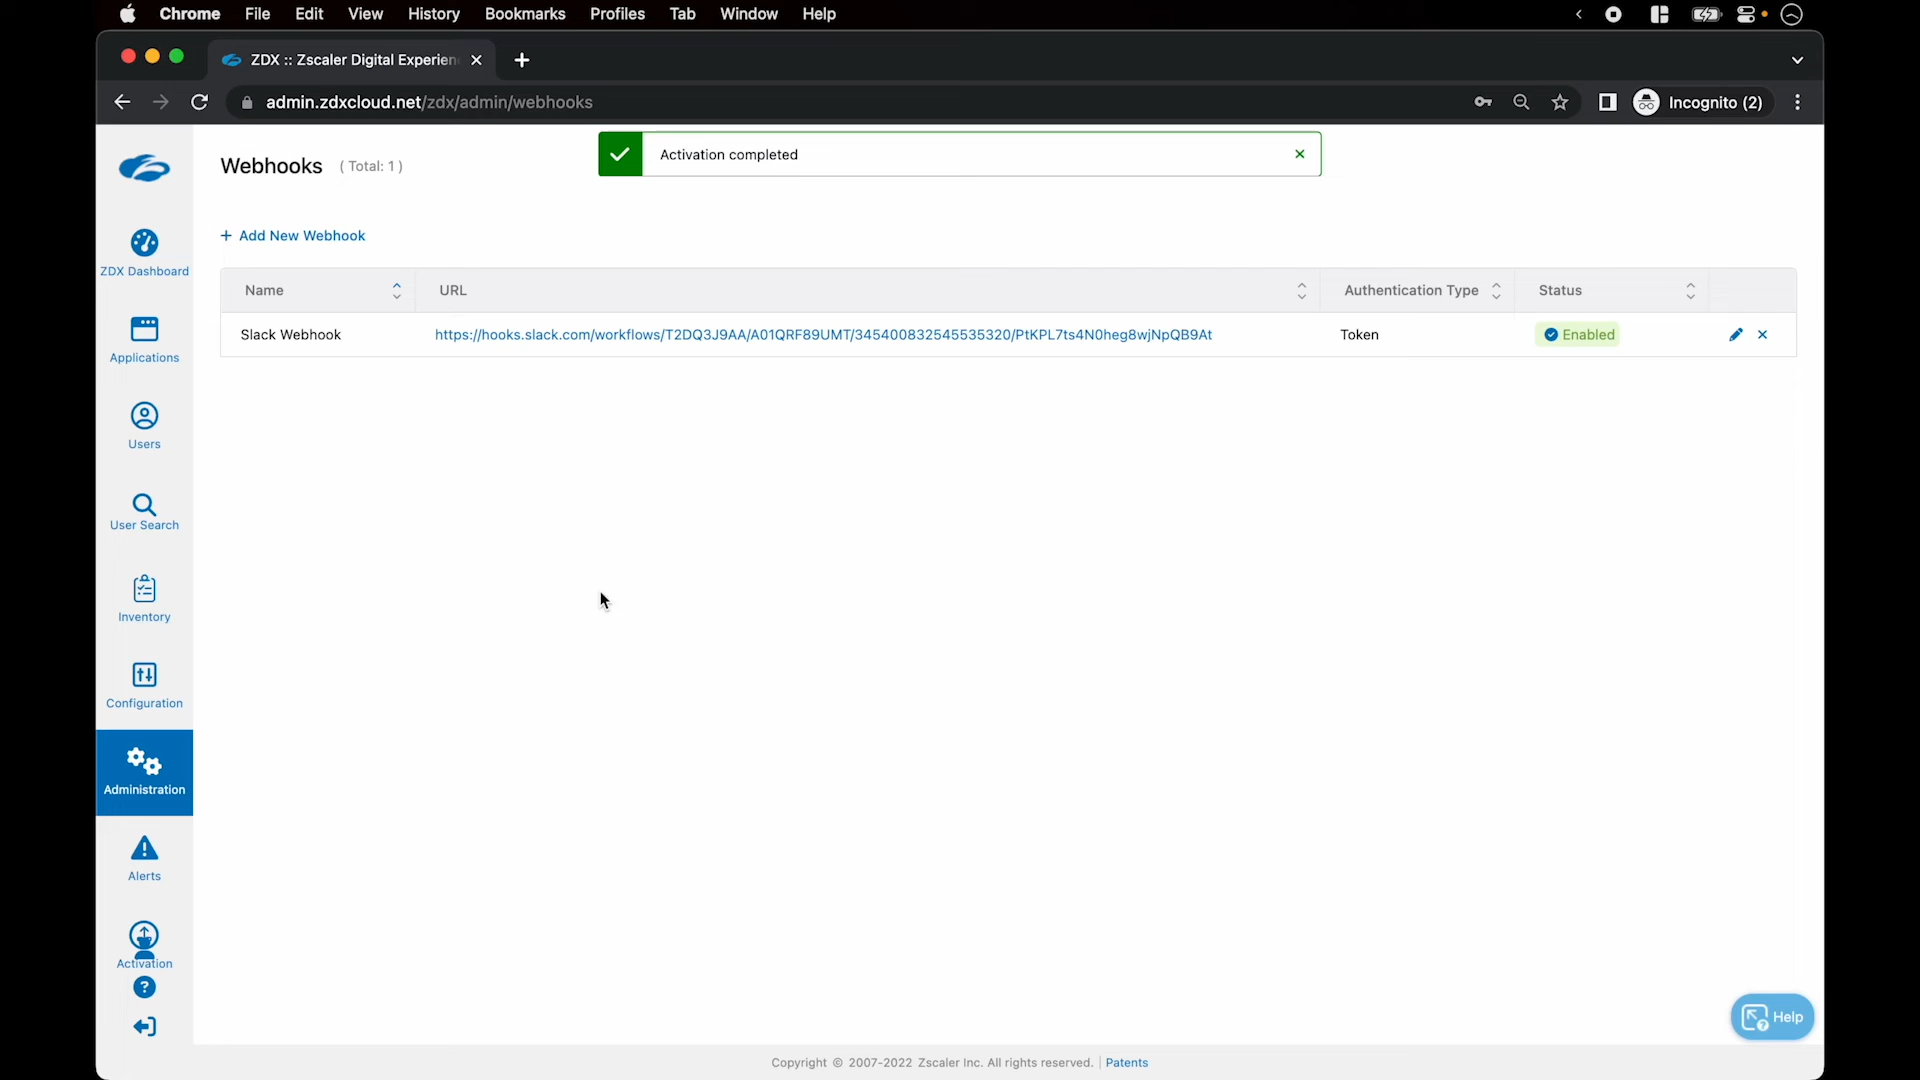 Chrome File Edit View History Bookmarks Profiles Tab Window Help
ZDX :: Zscaler Digital Experien
admin.zdxcloud.net/zdx/admin/webhooks
Incognito (2)
Webhooks ( Total: 1 )
Activation completed
+ Add New Webhook
Name URL Authentication Type Status
Slack Webhook https://hooks.slack.com/workflows/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 Token Enabled
ZDX Dashboard
Applications
Users
User Search
Inventory
Configuration
Administration
Alerts
Activation
Help
Copyright © 2007-2022 Zscaler Inc. All rights reserved. | Patents